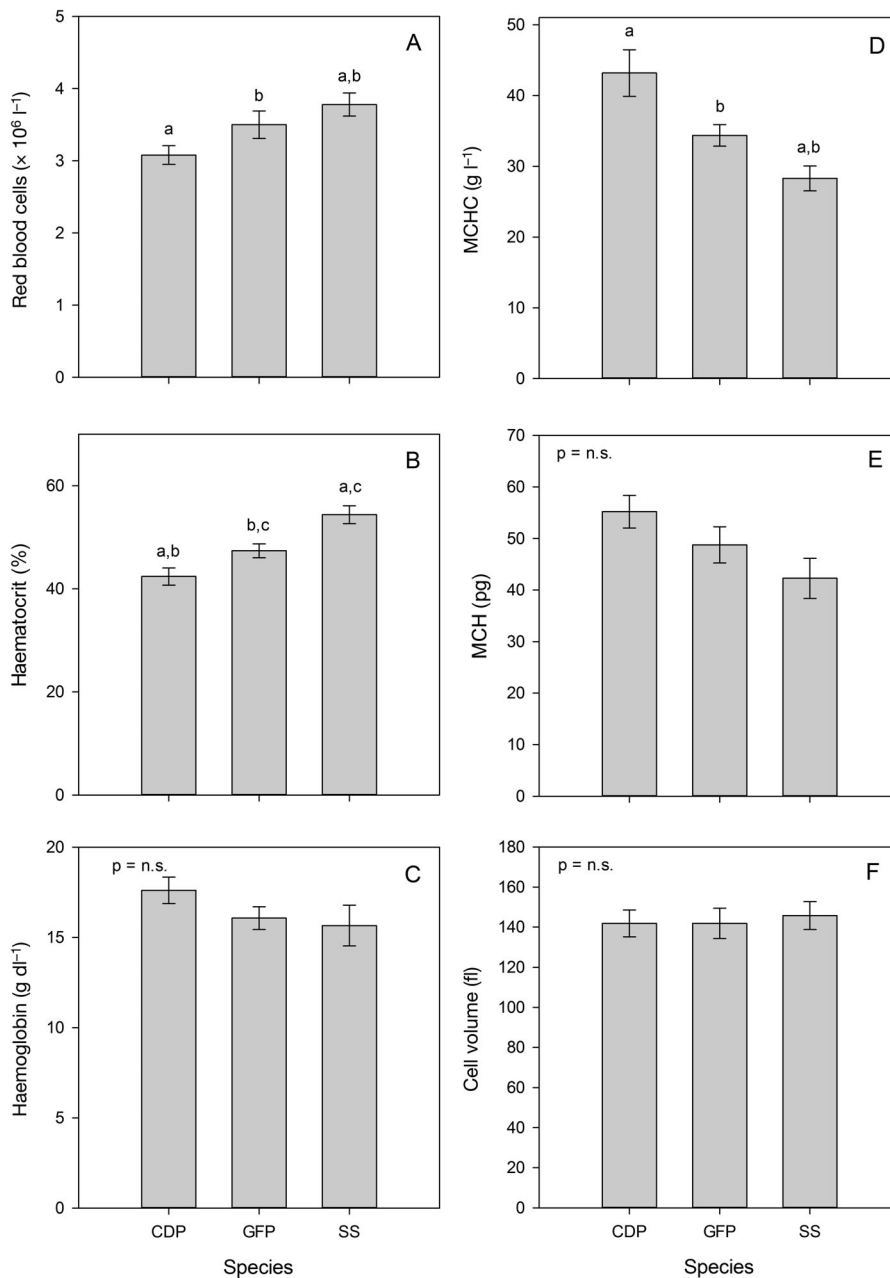 A
Red blood cells (× 10⁶ l⁻¹)
5
4
3
2
1
0
a
b
a,b
B
Haematocrit (%)
60
40
20
0
a,b
b,c
a,c
C
p = n.s.
Haemoglobin (g dl⁻¹)
20
15
10
5
0
CDP GFP SS
Species
D
MCHC (g l⁻¹)
50
40
30
20
10
0
a
b
a,b
E
p = n.s.
MCH (pg)
70
60
50
40
30
20
10
0
F
p = n.s.
Cell volume (fl)
180
160
140
120
100
80
60
40
20
0
CDP GFP SS
Species